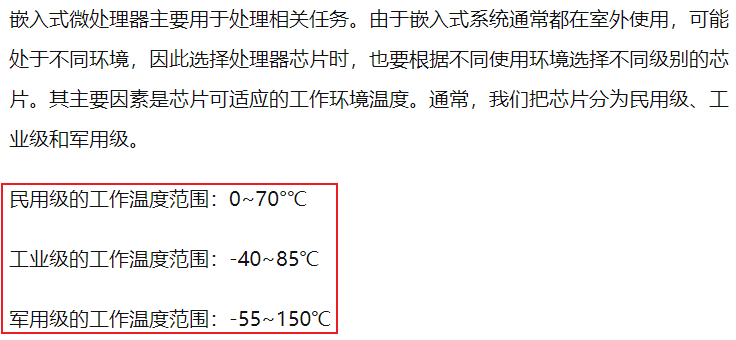 嵌入式微处理器主要用于处理相关任务。由于嵌入式系统通常都在室外使用，可能
处于不同环境，因此选择处理器芯片时，也要根据不同使用环境选择不同级别的芯
片。其主要因素是芯片可适应的工作环境温度。通常，我们把芯片分为民用级、工
业级和军用级。
民用级的工作温度范围：0~70°℃
工业级的工作温度范围：-40~85℃
军用级的工作温度范围：-55~150℃